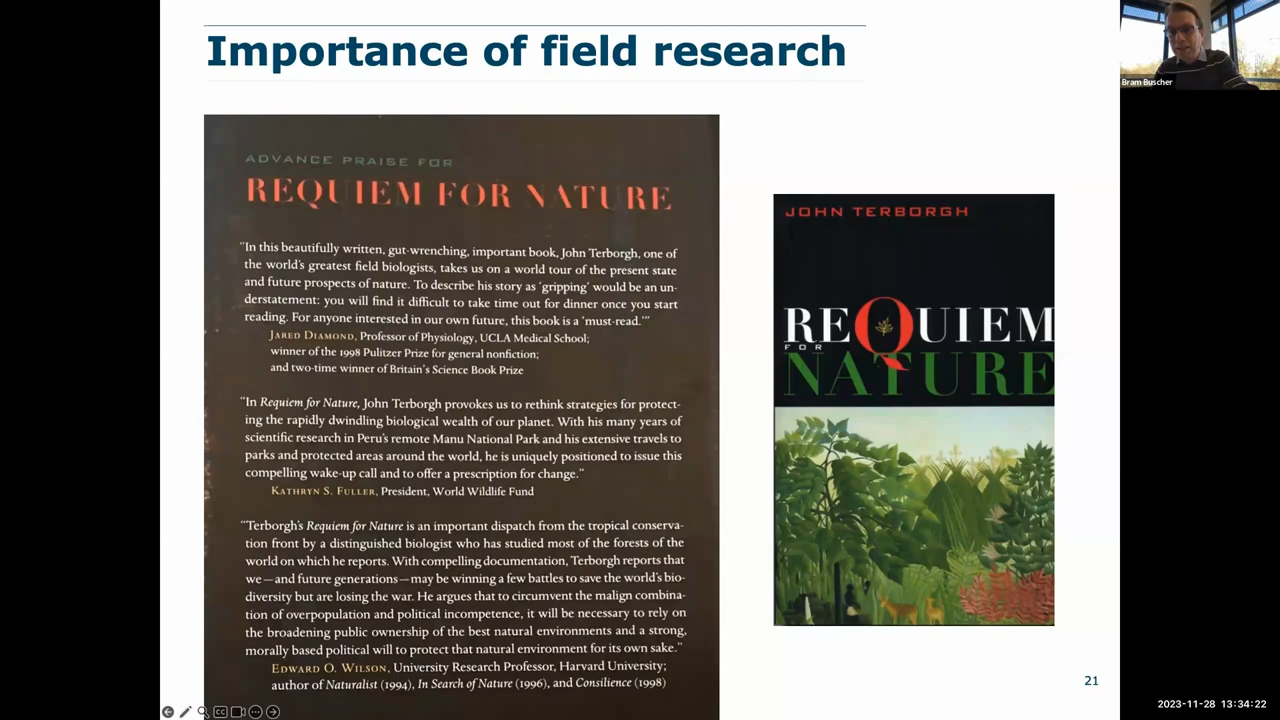 Importance of field research
Bram Buscher
ADVANCE PRAISE FOR
REQUIEM FOR NATURE
"In this beautifully written, gut-wrenching, important book, John Terborgh, one of
the world's greatest field biologists, takes us on a world tour of the present state
and future prospects of nature. To describe his story as 'gripping' would be an un-
derstatement: you will find it difficult to take time out for dinner once you start
reading. For anyone interested in our own future, this book is a 'must-read.'"
JARED DIAMOND, Professor of Physiology, UCLA Medical School;
winner of the 1998 Pulitzer Prize for general nonfiction;
and two-time winner of Britain's Science Book Prize
"In Requiem for Nature, John Terborgh provokes us to rethink strategies for protect-
ing the rapidly dwindling biological wealth of our planet. With his many years of
scientific research in Peru's remote Manu National Park and his extensive travels to
parks and protected areas around the world, he is uniquely positioned to issue this
compelling wake-up call and to offer a prescription for change."
KATHRYN S. FULLER, President, World Wildlife Fund
"Terborgh's Requiem for Nature is an important dispatch from the tropical conserva-
tion front by a distinguished biologist who has studied most of the forests of the
world on which he reports. With compelling documentation, Terborgh reports that
we—and future generations—may be winning a few battles to save the world's bio-
diversity but are losing the war. He argues that to circumvent the malign combina-
tion of overpopulation and political incompetence, it will be necessary to rely on
the broadening public ownership of the best natural environments and a strong,
morally based political will to protect that natural environment for its own sake."
EDWARD O. WILSON, University Research Professor, Harvard University;
author of Naturalist (1994), In Search of Nature (1996), and Consilience (1998)
JOHN TERBORGH
REQUIEM
FOR
NATURE
21
2023-11-28 13:34:22